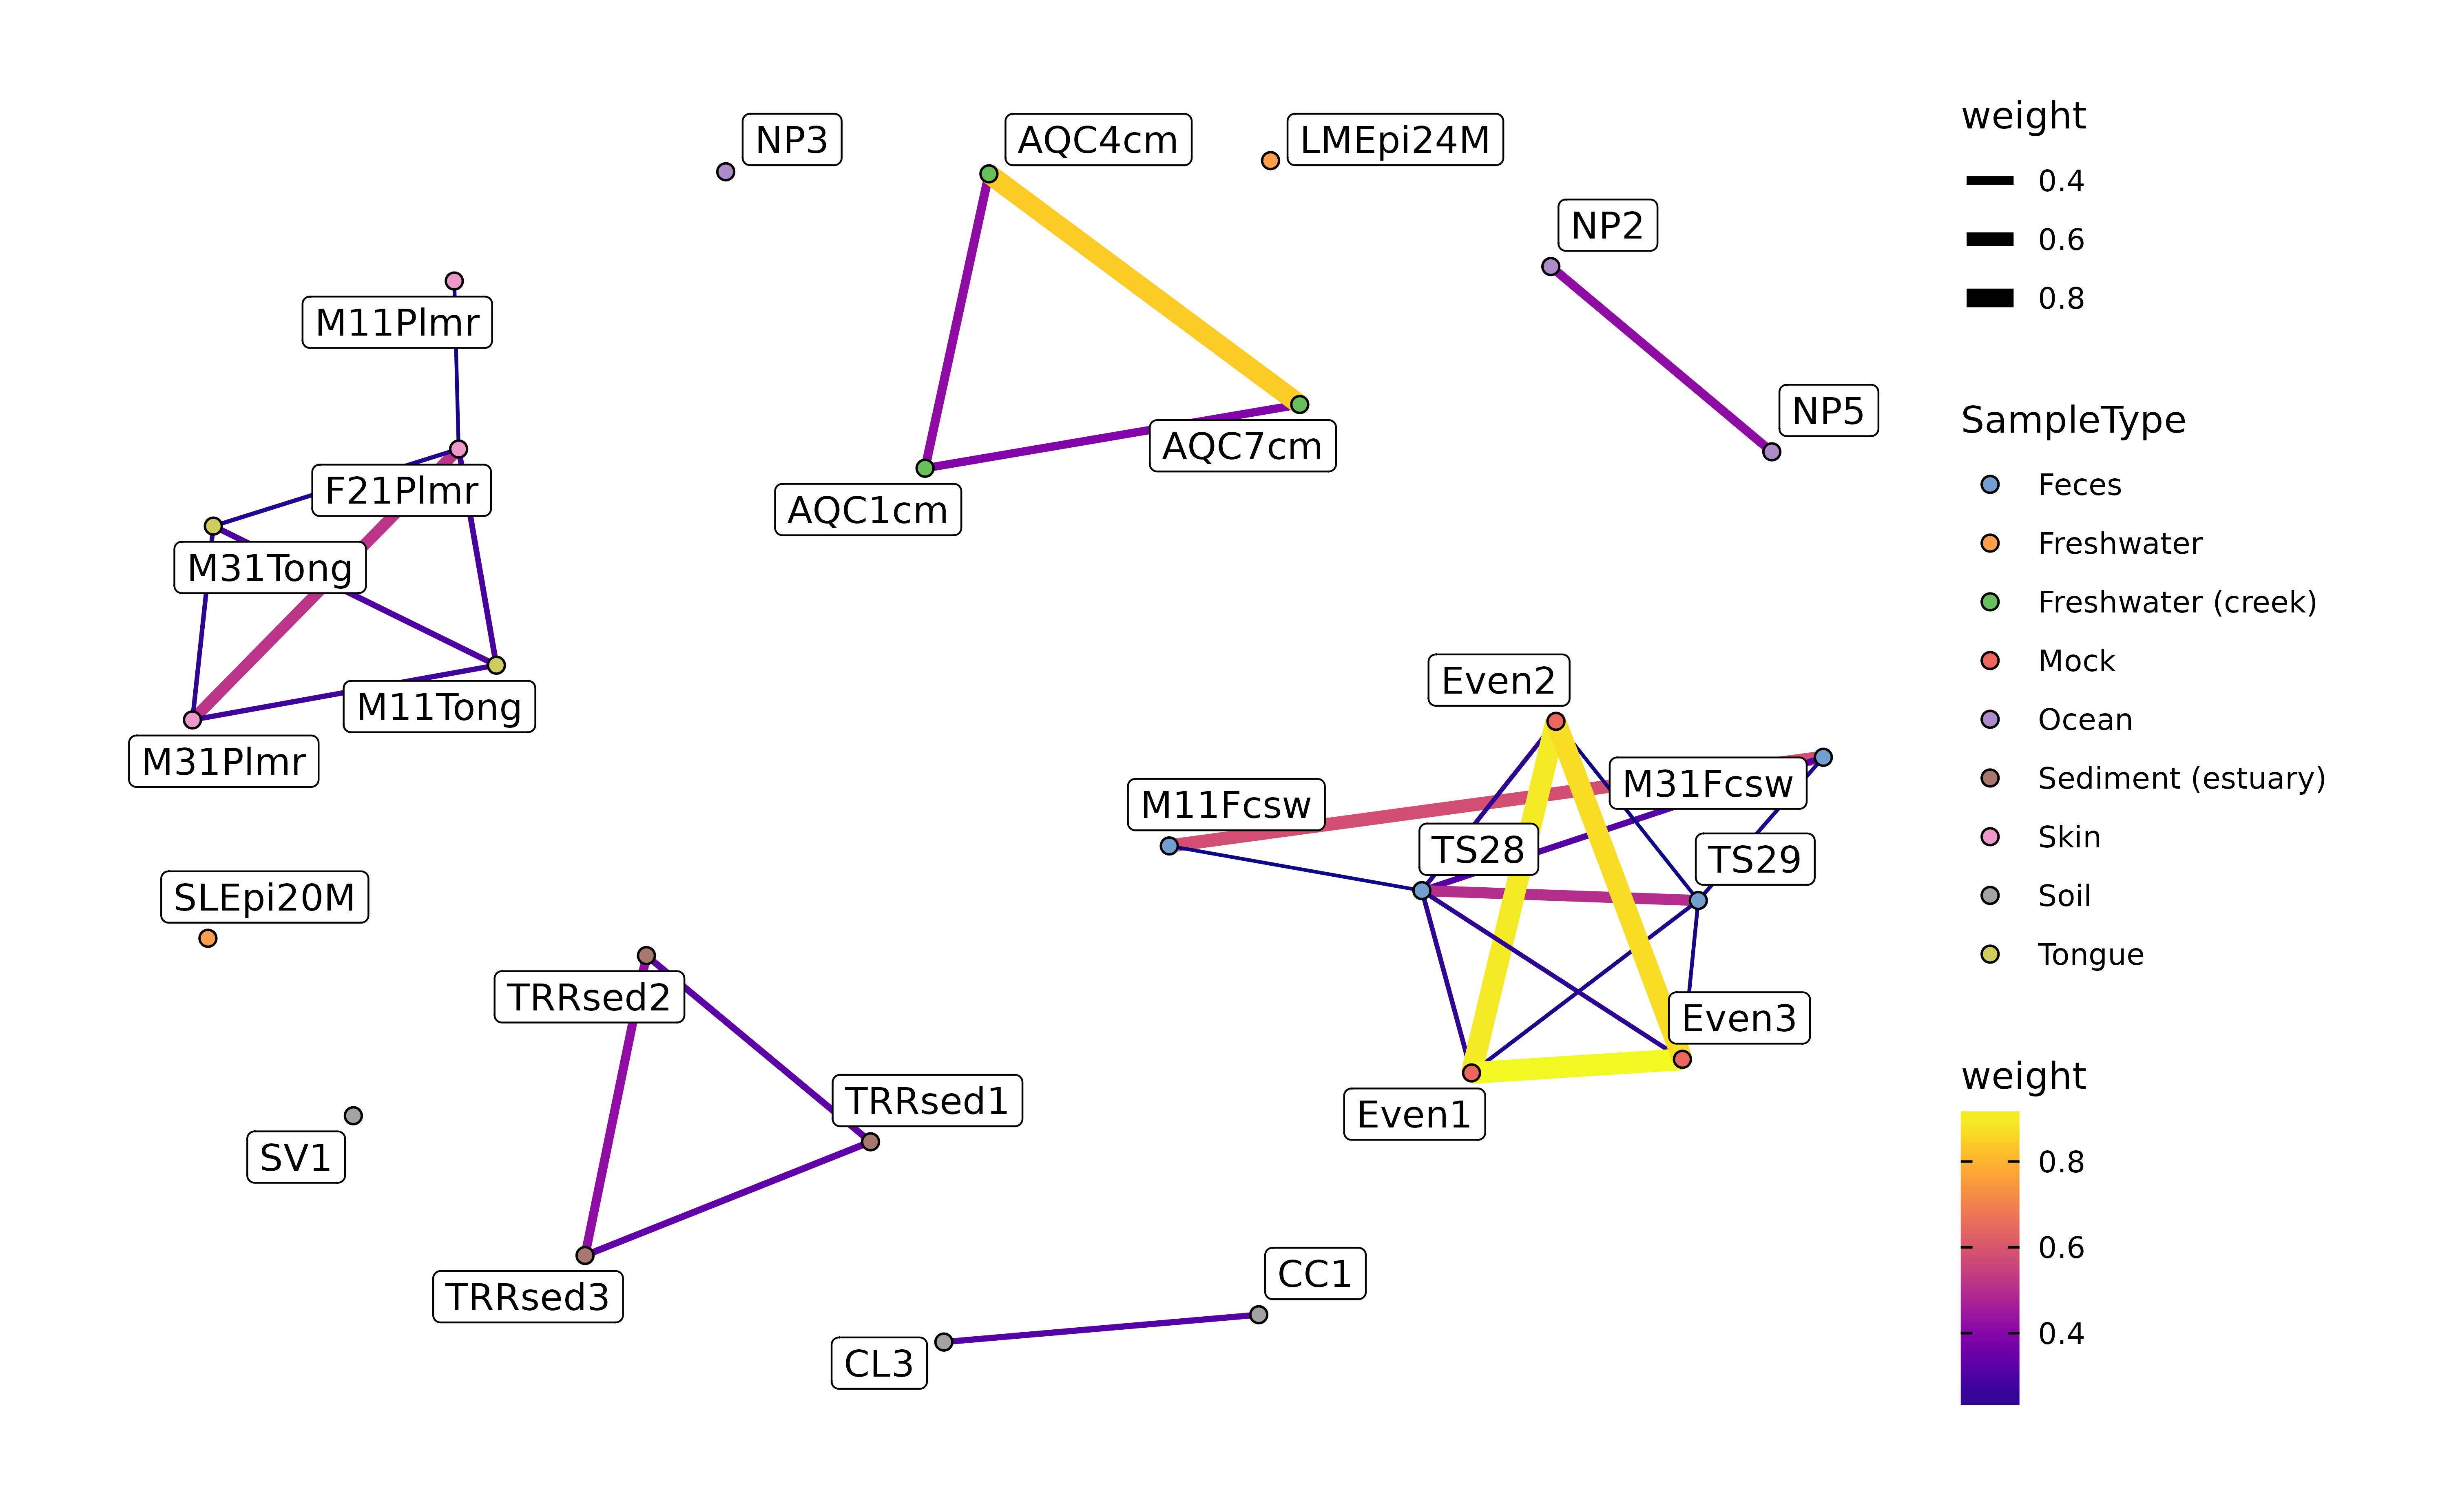 NP3
AQC4cm
LMEpi24M
NP2
M11Plmr
NP5
AQC7cm
F21Plmr
AQC1cm
M31Tong
M11Tong
M31Plmr
Even2
M31Fcsw
M11Fcsw
TS28
TS29
SLEpi20M
TRRsed2
Even3
TRRsed1
Even1
SV1
TRRsed3
CC1
CL3
weight
0.4
0.6
0.8
SampleType
Feces
Freshwater
Freshwater (creek)
Mock
Ocean
Sediment (estuary)
Skin
Soil
Tongue
weight
0.8
0.6
0.4